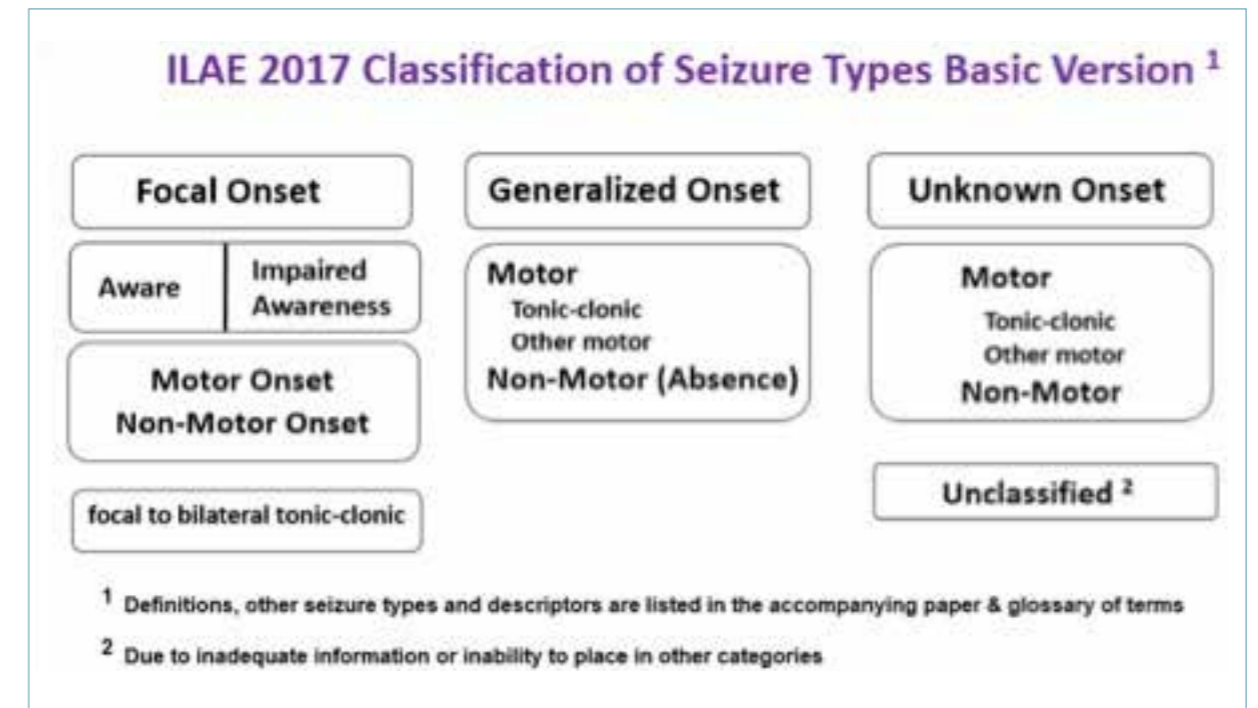 ILAE 2017 Classification of Seizure Types Basic Version ¹
Focal Onset
Aware
Impaired
Awareness
Motor Onset
Non-Motor Onset
focal to bilateral tonic-clonic
Generalized Onset
Motor
Tonic-clonic
Other motor
Non-Motor (Absence)
Unknown Onset
Motor
Tonic-clonic
Other motor
Non-Motor
Unclassified ²
¹ Definitions, other seizure types and descriptors are listed in the accompanying paper & glossary of terms
² Due to inadequate information or inability to place in other categories